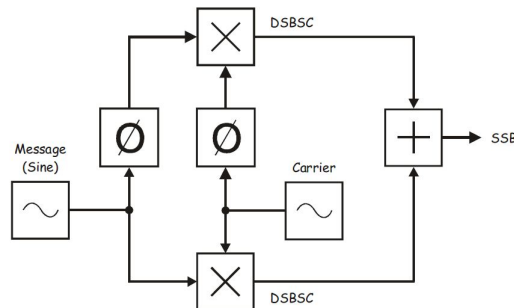 DSBSC
Ø
Ø
Message
(Sine)
Carrier
SSB
DSBSC